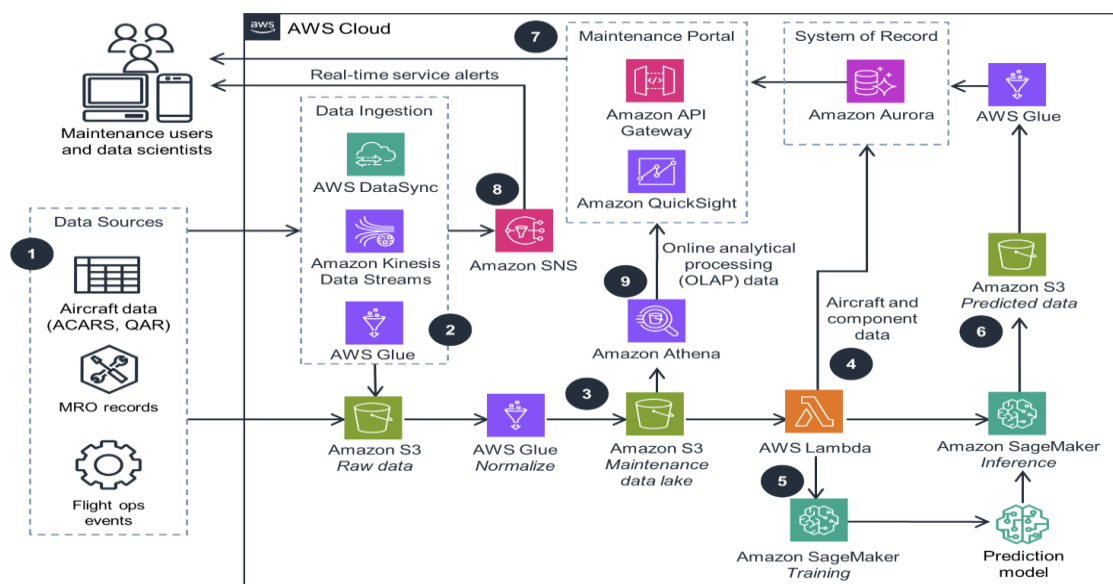 aws
AWS Cloud
7
Maintenance Portal
System of Record
Real-time service alerts
Maintenance users
and data scientists
Data Ingestion
AWS DataSync
Amazon Kinesis
Data Streams
AWS Glue
2
8
Amazon SNS
Amazon API
Gateway
Amazon QuickSight
Amazon Aurora
AWS Glue
Data Sources
1
Aircraft data
(ACARS, QAR)
MRO records
Flight ops
events
Online analytical
processing
(OLAP) data
9
Amazon Athena
Aircraft and
component
data
4
Amazon S3
Predicted data
6
Amazon S3
Raw data
AWS Glue
Normalize
3
Amazon S3
Maintenance
data lake
AWS Lambda
Amazon SageMaker
Inference
5
Amazon SageMaker
Training
Prediction
model